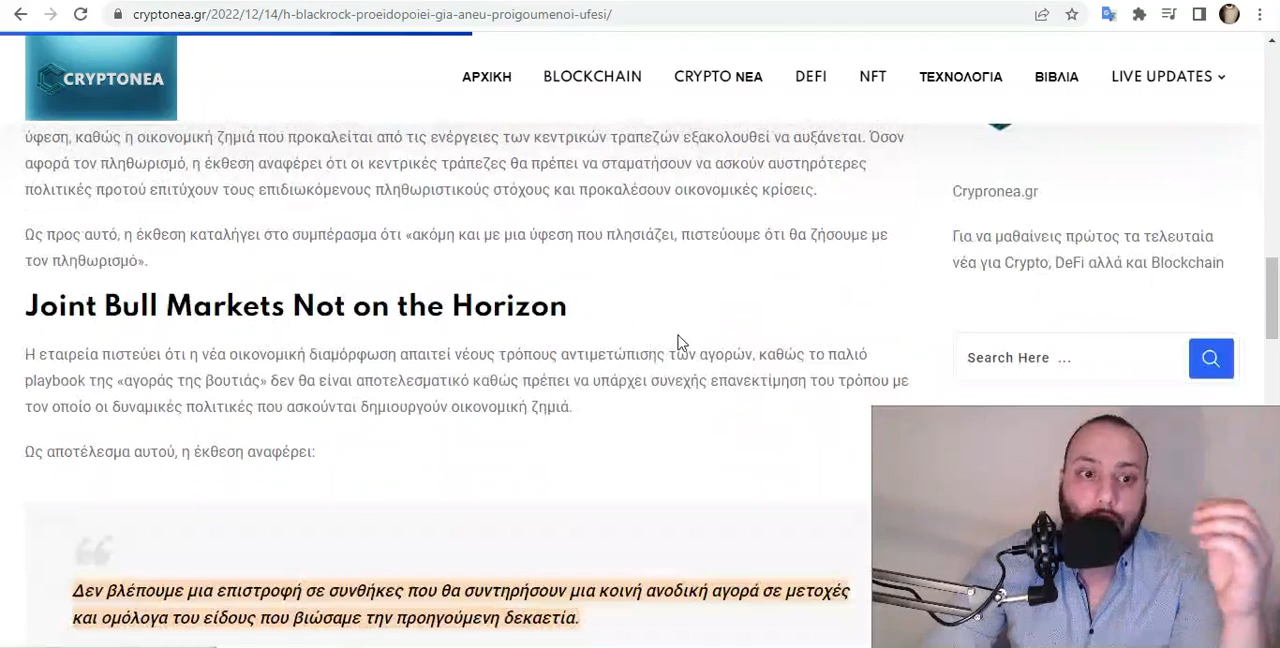 cryptonea.gr/2022/12/14/h-blackrock-proeidopoiei-gia-aneu-proigoumenoi-ufesi/
CRYPTONEA
ΑΡΧΙΚΗ BLOCKCHAIN CRYPTO ΝΕΑ DEFI NFT ΤΕΧΝΟΛΟΓΙΑ ΒΙΒΛΙΑ LIVE UPDATES
ύφεση, καθώς η οικονομική ζημιά που προκαλείται από τις ενέργειες των κεντρικών τραπεζών εξακολουθεί να αυξάνεται. Όσον
αφορά τον πληθωρισμό, η έκθεση αναφέρει ότι οι κεντρικές τράπεζες θα πρέπει να σταματήσουν να ασκούν αυστηρότερες
πολιτικές προτού επιτύχουν τους επιδιωκόμενους πληθωριστικούς στόχους και προκαλέσουν οικονομικές κρίσεις.
Ως προς αυτό, η έκθεση καταλήγει στο συμπέρασμα ότι «ακόμη και με μια ύφεση που πλησιάζει, πιστεύουμε ότι θα ζήσουμε με
τον πληθωρισμό».
Joint Bull Markets Not on the Horizon
Η εταιρεία πιστεύει ότι η νέα οικονομική διαμόρφωση απαιτεί νέους τρόπους αντιμετώπισης των αγορών, καθώς το παλιό
playbook της «αγοράς της βουτιάς» δεν θα είναι αποτελεσματικό καθώς πρέπει να υπάρχει συνεχής επανεκτίμηση του τρόπου με
τον οποίο οι δυναμικές πολιτικές που ασκούνται δημιουργούν οικονομική ζημιά.
Ως αποτέλεσμα αυτού, η έκθεση αναφέρει:
Δεν βλέπουμε μια επιστροφή σε συνθήκες που θα συντηρήσουν μια κοινή ανοδική αγορά σε μετοχές
και ομόλογα του είδους που βιώσαμε την προηγούμενη δεκαετία.
Crypronea.gr
Για να μαθαίνεις πρώτος τα τελευταία
νέα για Crypto, DeFi αλλά και Blockchain
Search Here ...